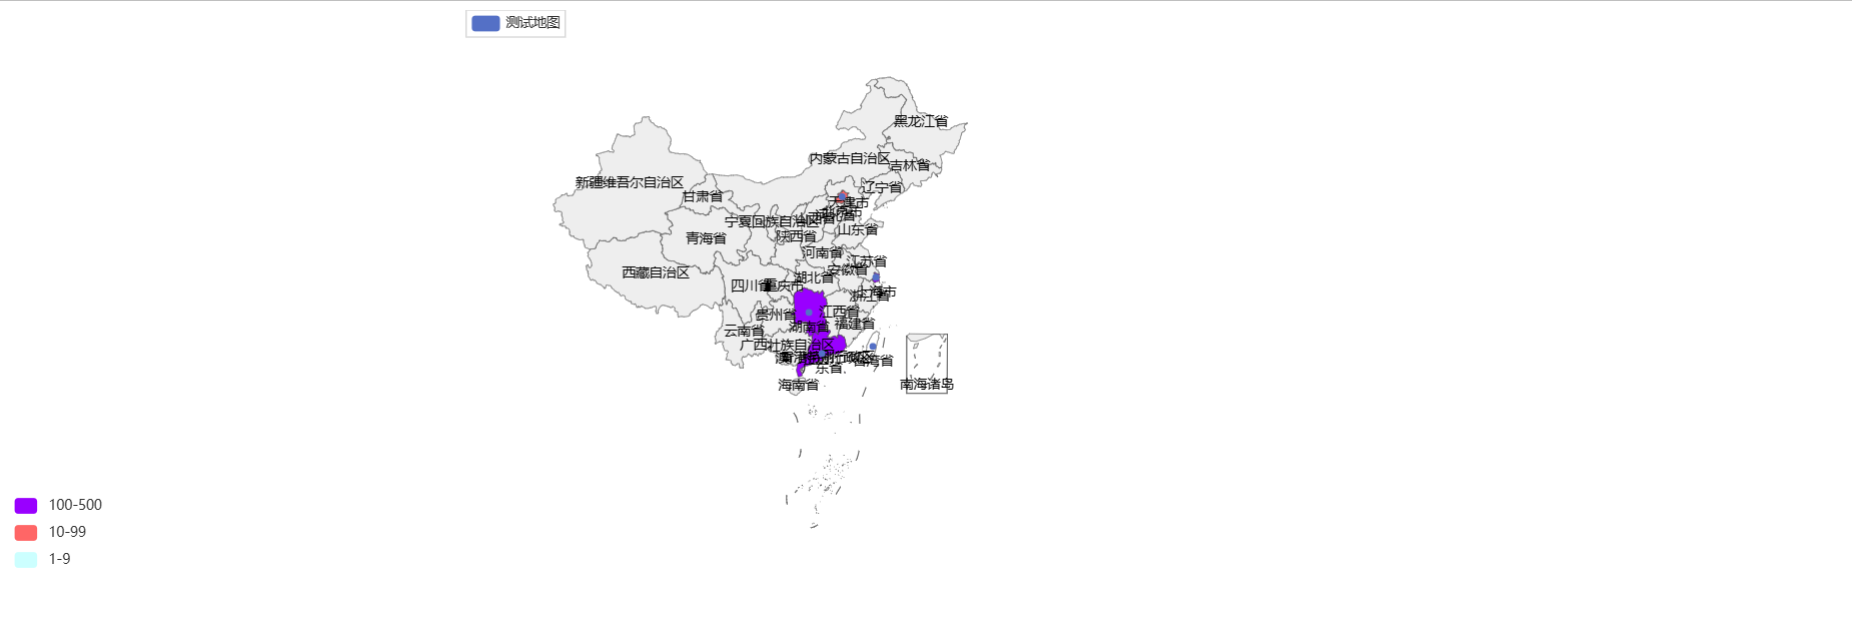 测试地图
黑龙江省
内蒙古自治区
吉林省
新疆维吾尔自治区
辽宁省
甘肃省
天津市
宁夏回族自治区
山东省
陕西省
青海省
河南省
江苏省
安徽省
西藏自治区
湖北省
四川省
重庆市
浙江省
江西省
贵州省
福建省
湖南省
云南省
广西壮族自治区
台湾省
东省
海南省
南海诸岛
100-500
10-99
1-9